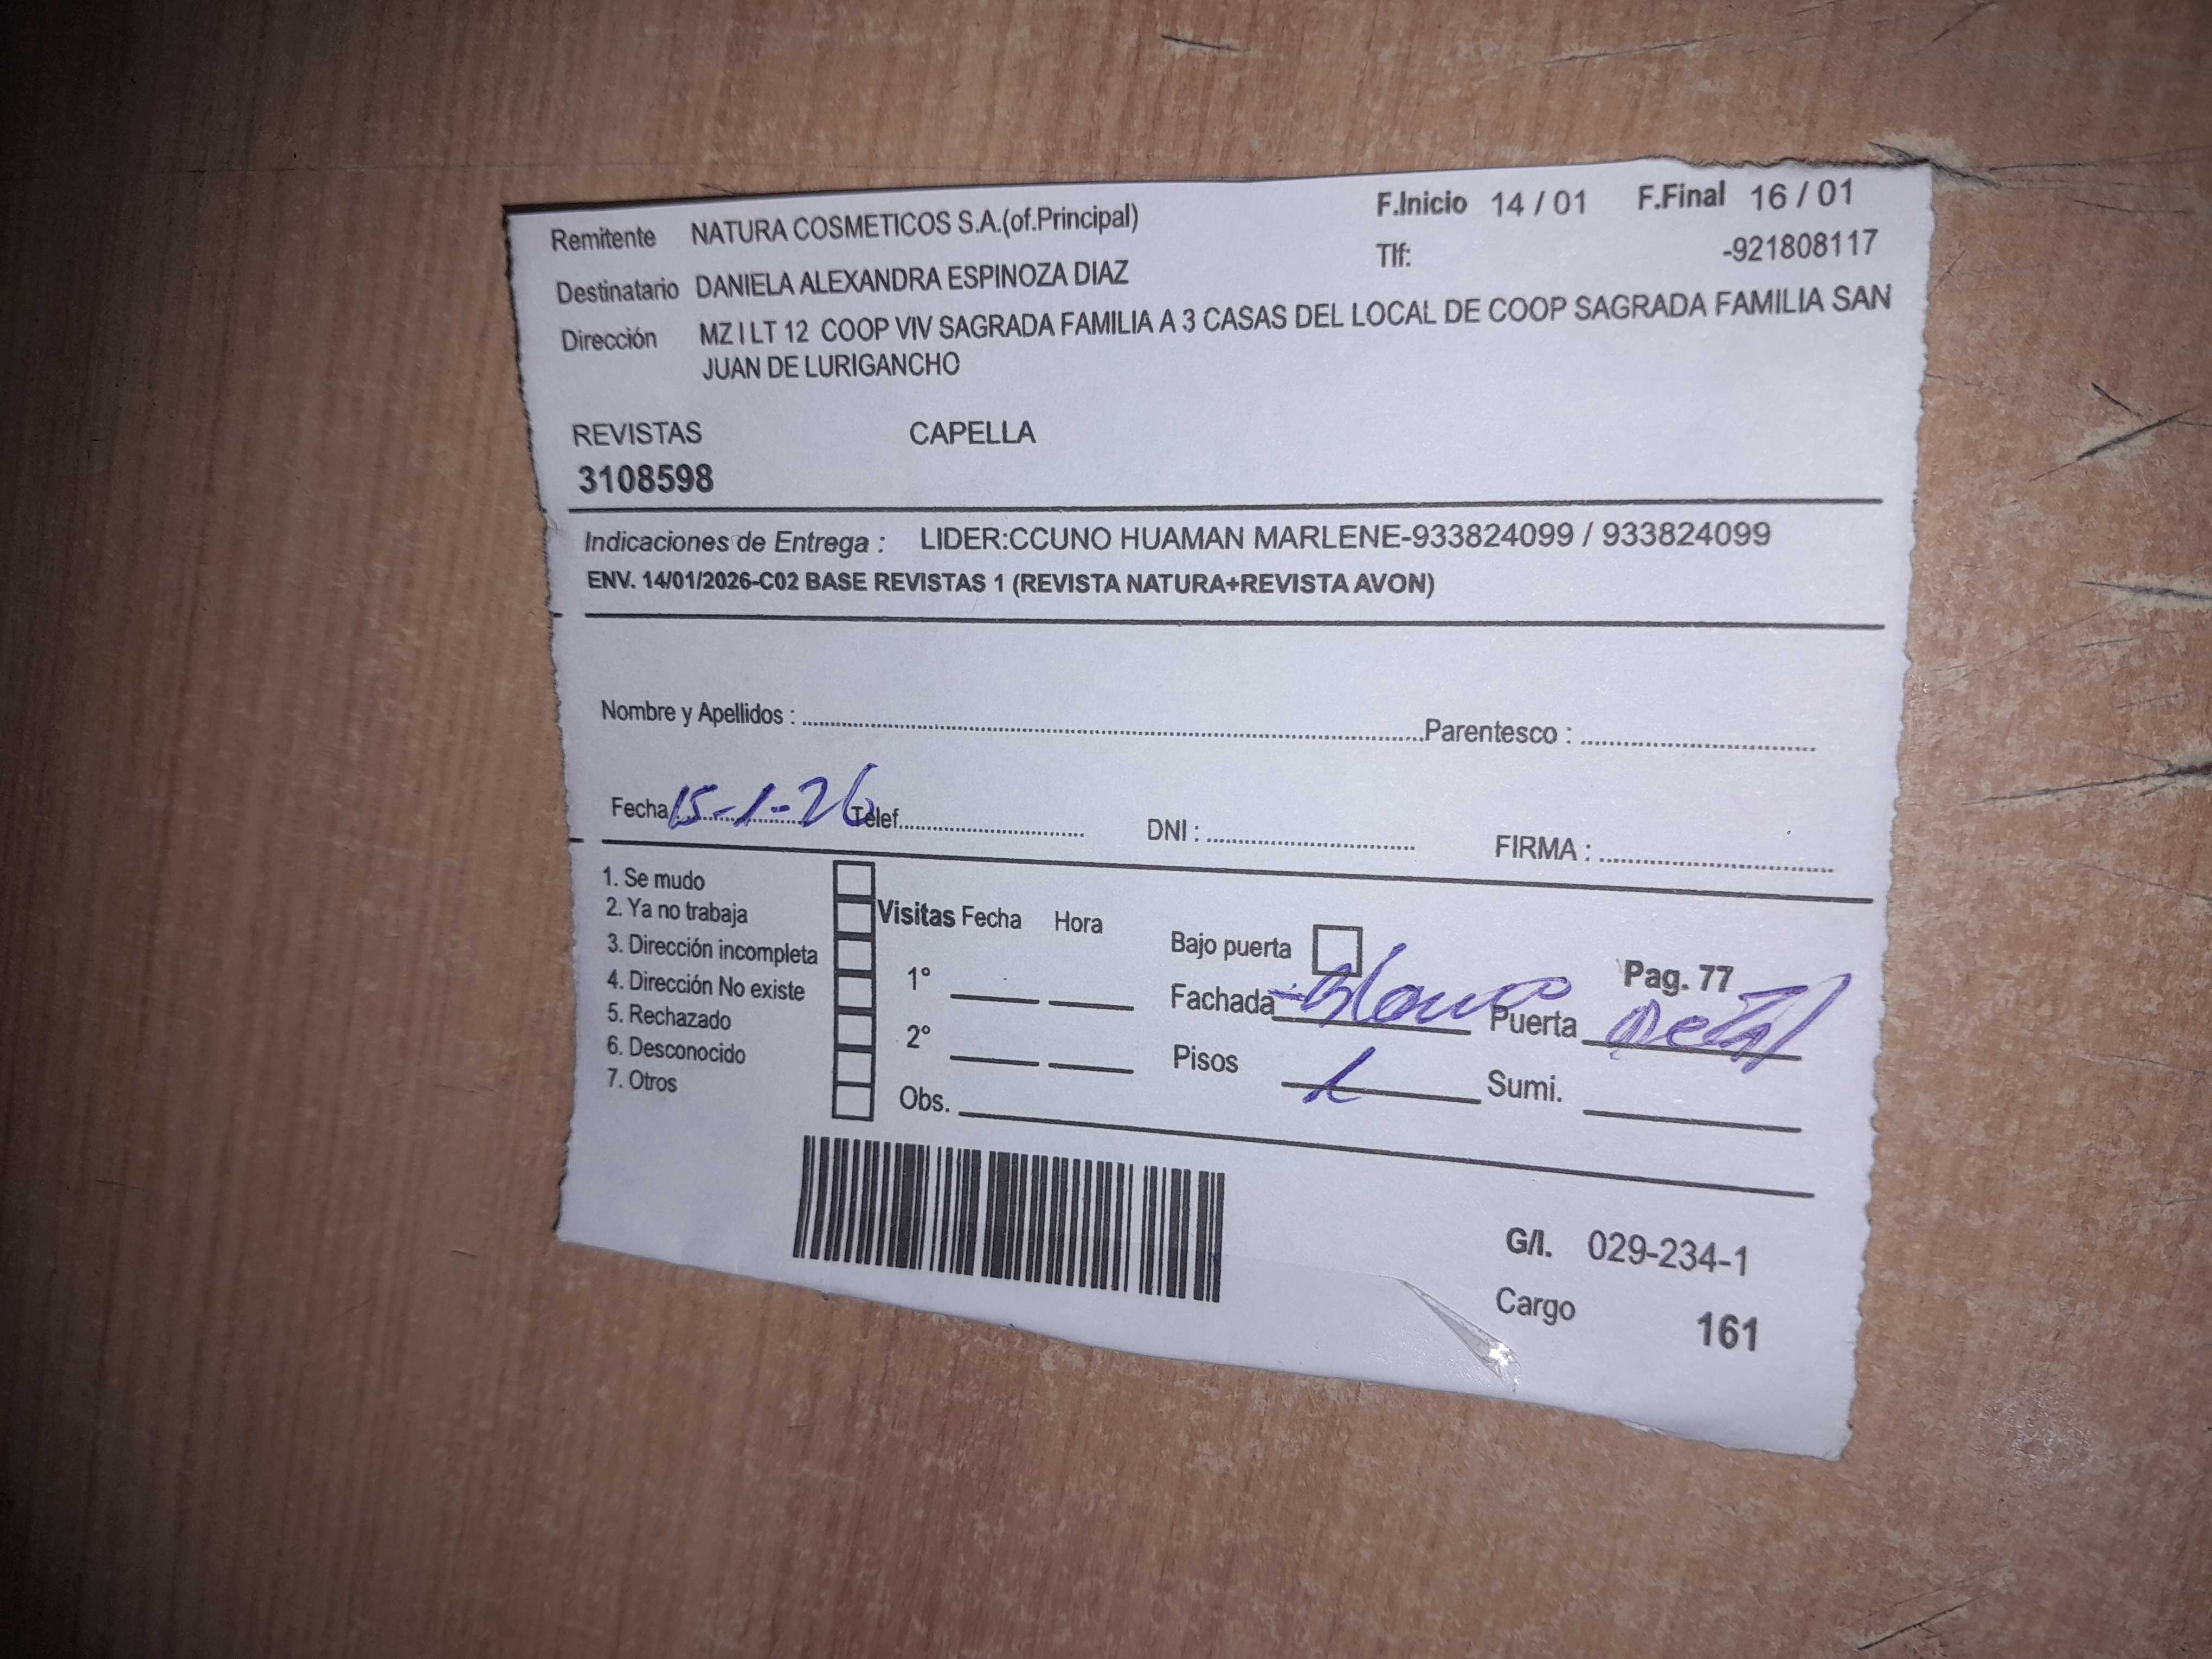 Remitente NATURA COSMETICOS S.A.(of.Principal) F.Inicio 14 / 01 F.Final 16 / 01
Tlf: -921808117
Destinatario DANIELA ALEXANDRA ESPINOZA DIAZ
Dirección MZ I LT 12 COOP VIV SAGRADA FAMILIA A 3 CASAS DEL LOCAL DE COOP SAGRADA FAMILIA SAN
JUAN DE LURIGANCHO
REVISTAS CAPELLA
3108598
Indicaciones de Entrega : LIDER:CCUNO HUAMAN MARLENE-933824099 / 933824099
ENV. 14/01/2026-C02 BASE REVISTAS 1 (REVISTA NATURA+REVISTA AVON)
Nombre y Apellidos : Parentesco :
Fecha 15-1-26 Telef. DNI : FIRMA :
1. Se mudo
2. Ya no trabaja
3. Dirección incompleta
4. Dirección No existe
5. Rechazado
6. Desconocido
7. Otros
Visitas Fecha Hora
1°
2°
Obs.
Bajo puerta
Pag. 77
Fachada Blanco Puerta Metal
Pisos 1 Sumi.
G/I. 029-234-1
Cargo 161